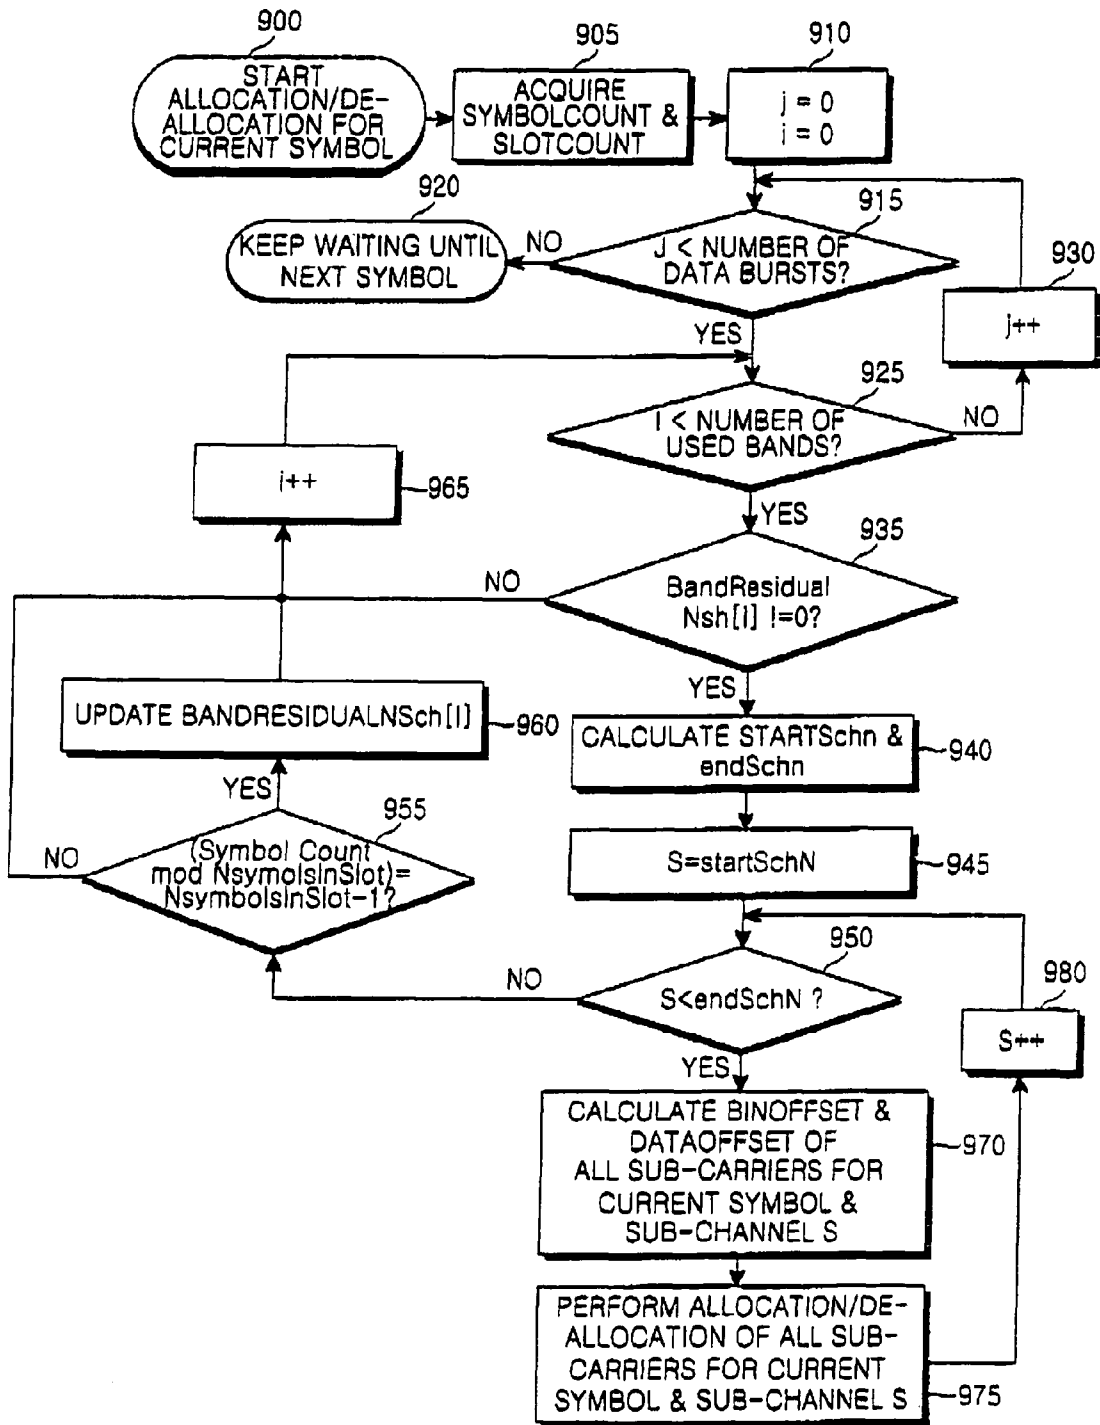 900
START
ALLOCATION/DE-
ALLOCATION FOR
CURRENT SYMBOL
905
ACQUIRE
SYMBOLCOUNT &
SLOTCOUNT
910
j = 0
i = 0
920
KEEP WAITING UNTIL
NEXT SYMBOL
NO
915
J < NUMBER OF
DATA BURSTS?
YES
930
j++
925
I < NUMBER OF
USED BANDS?
NO
YES
i++
965
935
BandResidual
Nsh[I] !=0?
NO
YES
UPDATE BANDRESIDUALNSch[I]
960
CALCULATE STARTSchn &
endSchn
940
YES
955
(Symbol Count
mod NsymolsInSlot)=
NsymbolsInSlot-1?
NO
S=startSchN
945
950
S<endSchN ?
NO
YES
980
S++
CALCULATE BINOFFSET &
DATAOFFSET OF
ALL SUB-CARRIERS FOR
CURRENT SYMBOL &
SUB-CHANNEL S
970
PERFORM ALLOCATION/DE-
ALLOCATION OF ALL SUB-
CARRIERS FOR CURRENT
SYMBOL & SUB-CHANNEL S
975